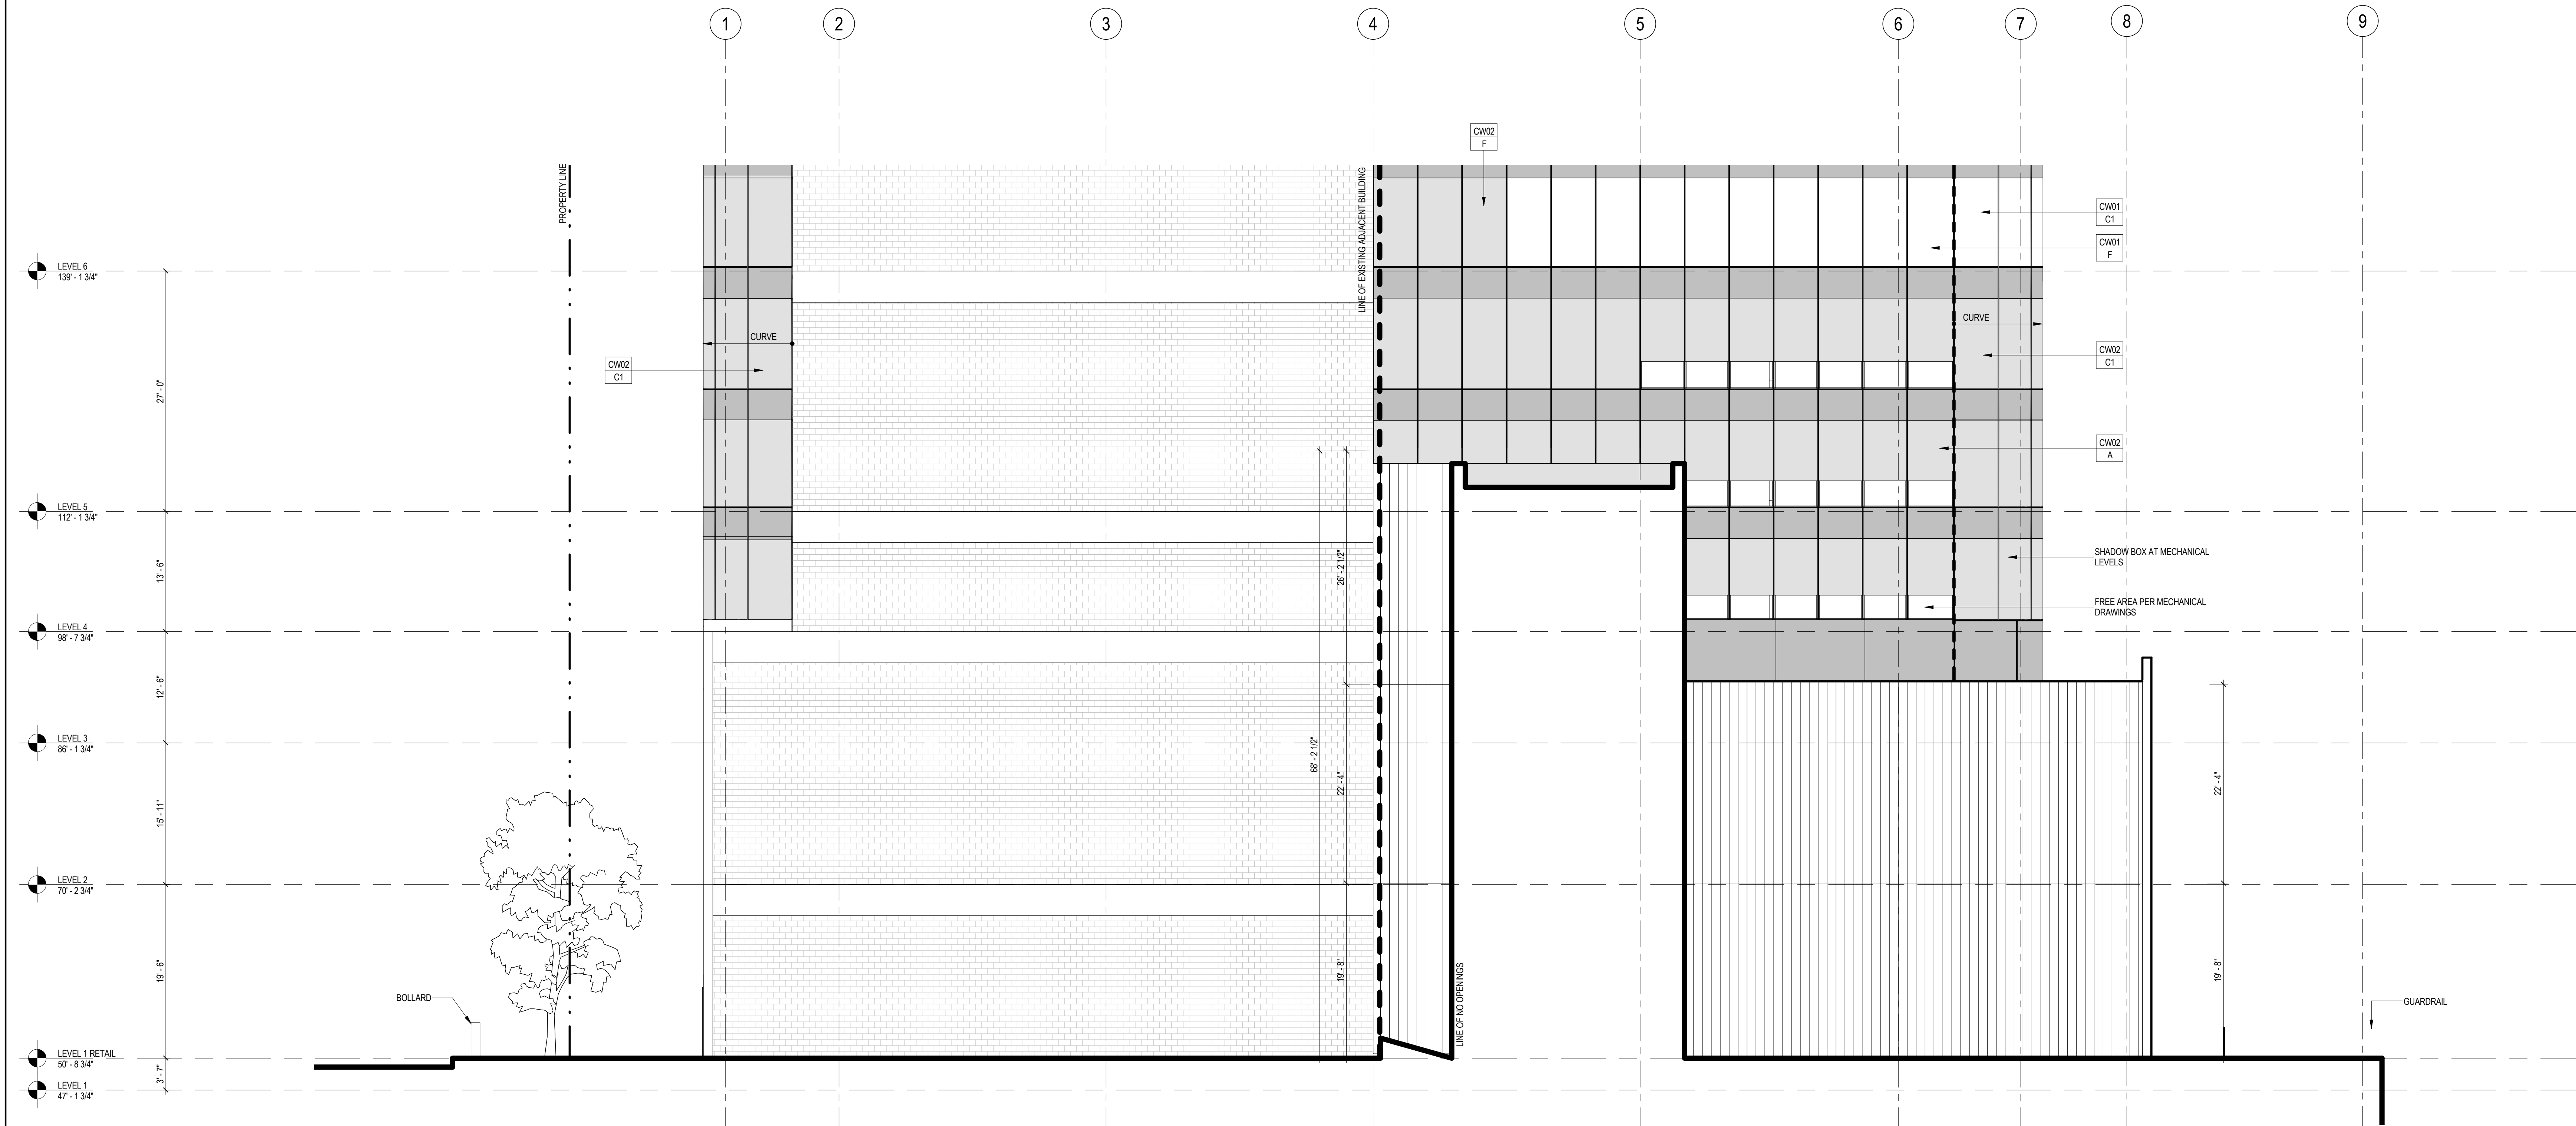 1
2
3
4
5
6
7
8
9
PROPERTY LINE
LINE OF EXISTING ADJACENT BUILDING
CW02
F
CW01
C1
CW01
F
LEVEL 6
139' - 1 3/4"
CURVE
CURVE
CW02
C1
CW02
C1
27' - 0"
CW02
A
LEVEL 5
112' - 1 3/4"
13' - 6"
26' - 2 1/2"
SHADOW BOX AT MECHANICAL
LEVELS
FREE AREA PER MECHANICAL
DRAWINGS
LEVEL 4
98' - 7 3/4"
12' - 6"
LEVEL 3
86' - 1 3/4"
68' - 2 1/2"
22' - 4"
22' - 4"
15' - 11"
LEVEL 2
70' - 2 3/4"
19' - 6"
19' - 8"
19' - 8"
LINE OF NO OPENINGS
BOLLARD
GUARDRAIL
LEVEL 1 RETAIL
50' - 8 3/4"
3' - 7"
LEVEL 1
47' - 1 3/4"